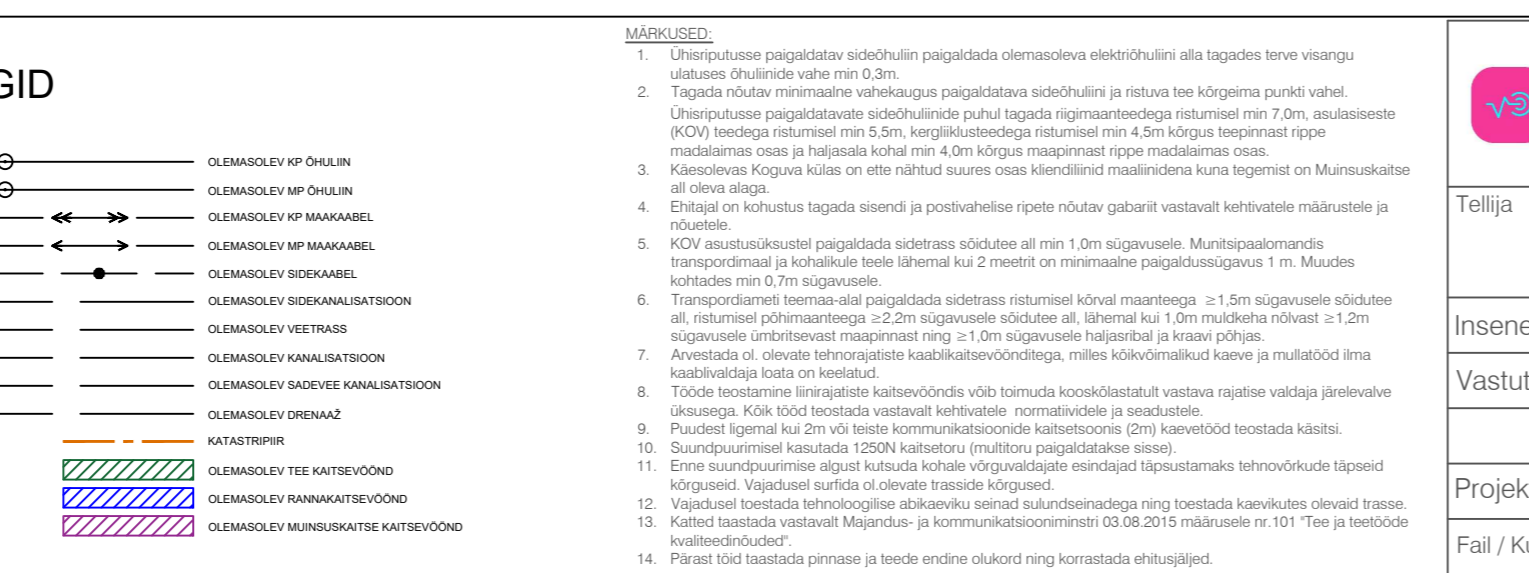 GID
OLEMASOLEV KP ÕHULIIN
OLEMASOLEV MP ÕHULIIN
OLEMASOLEV KP MAAKAABEL
OLEMASOLEV MP MAAKAABEL
OLEMASOLEV SIDEKAABEL
OLEMASOLEV SIDEKANALISATSIOON
OLEMASOLEV VEETRASS
OLEMASOLEV KANALISATSIOON
OLEMASOLEV SADEVEE KANALISATSIOON
OLEMASOLEV DRENAAŽ
KATASTRIPIIR
OLEMASOLEV TEE KAITSEVÖÖND
OLEMASOLEV RANNAKAITSEVÖÖND
OLEMASOLEV MUINSUSKAITSE KAITSEVÖÖND
MÄRKUSED:
1. Ühisriputusse paigaldatav sideõhuliin paigaldada olemasoleva elektriõhuliini alla tagades terve visangu
ulatuses õhuliinide vahe min 0,3m.
2. Tagada nõutav minimaalne vahekaugus paigaldatava sideõhuliini ja ristuva tee kõrgeima punkti vahel.
Ühisriputusse paigaldatavate sideõhuliinide puhul tagada riigimaanteedega ristumisel min 7,0m, asulasiseste
(KOV) teedega ristumisel min 5,5m, kergliiklusteedega ristumisel min 4,5m kõrgus teepinnast rippe
madalaimas osas ja haljasala kohal min 4,0m kõrgus maapinnast rippe madalaimas osas.
3. Käesolevas Koguva külas on ette nähtud suures osas kliendiliinid maaliinidena kuna tegemist on Muinsuskaitse
all oleva alaga.
4. Ehitajal on kohustus tagada sisendi ja postivahelise ripete nõutav gabariit vastavalt kehtivatele määrustele ja
nõuetele.
5. KOV asustusüksustel paigaldada sidetrass sõidutee all min 1,0m sügavusele. Munitsipaalomandis
transpordimaal ja kohalikule teele lähemal kui 2 meetrit on minimaalne paigaldussügavus 1 m. Muudes
kohtades min 0,7m sügavusele.
6. Transpordiameti teemaa-alal paigaldada sidetrass ristumisel kõrval maanteega ≥1,5m sügavusele sõidutee
all, ristumisel põhimaanteega ≥2,2m sügavusele sõidutee all, lähemal kui 1,0m muldkeha nõlvast ≥1,2m
sügavusele ümbritsevast maapinnast ning ≥1,0m sügavusele haljasribal ja kraavi põhjas.
7. Arvestada ol. olevate tehnorajatiste kaablikaitsevöönditega, milles kõikvõimalikud kaeve ja mullatööd ilma
kaablivaldaja loata on keelatud.
8. Tööde teostamine liinirajatiste kaitsevööndis võib toimuda kooskõlastatult vastava rajatise valdaja järelevalve
üksusega. Kõik tööd teostada vastavalt kehtivatele normatiividele ja seadustele.
9. Puudest ligemal kui 2m või teiste kommunikatsioonide kaitsetsoonis (2m) kaevetööd teostada käsitsi.
10. Suundpuurimisel kasutada 1250N kaitsetoru (multitoru paigaldatakse sisse).
11. Enne suundpuurimise algust kutsuda kohale võrguvaldajate esindajad täpsustamaks tehnovõrkude täpseid
kõrguseid. Vajadusel surfida ol.olevate trasside kõrgused.
12. Vajadusel toestada tehnoloogilise abikaeviku seinad sulundseinadega ning toestada kaevikutes olevaid trasse.
13. Katted taastada vastavalt Majandus- ja kommunikatsiooniministri 03.08.2015 määrusele nr.101 "Tee ja teetööde
kvaliteedinõuded".
14. Pärast töid taastada pinnase ja teede endine olukord ning korrastada ehitusjäljed.
Tellija
Insene
Vastut
Projek
Fail / Ku